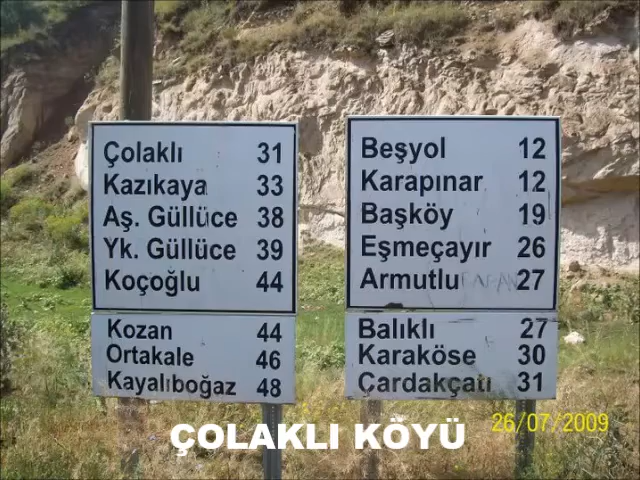 Çolaklı 31
Kazıkaya 33
Aş. Güllüce 38
Yk. Güllüce 39
Koçoğlu 44
Kozan 44
Ortakale 46
Kayalıboğaz 48
Beşyol 12
Karapınar 12
Başköy 19
Eşmeçayır 26
Armutlu 27
Balıklı 27
Karaköse 30
Çardakçatı 31
26/07/2009
ÇOLAKLI KÖYÜ